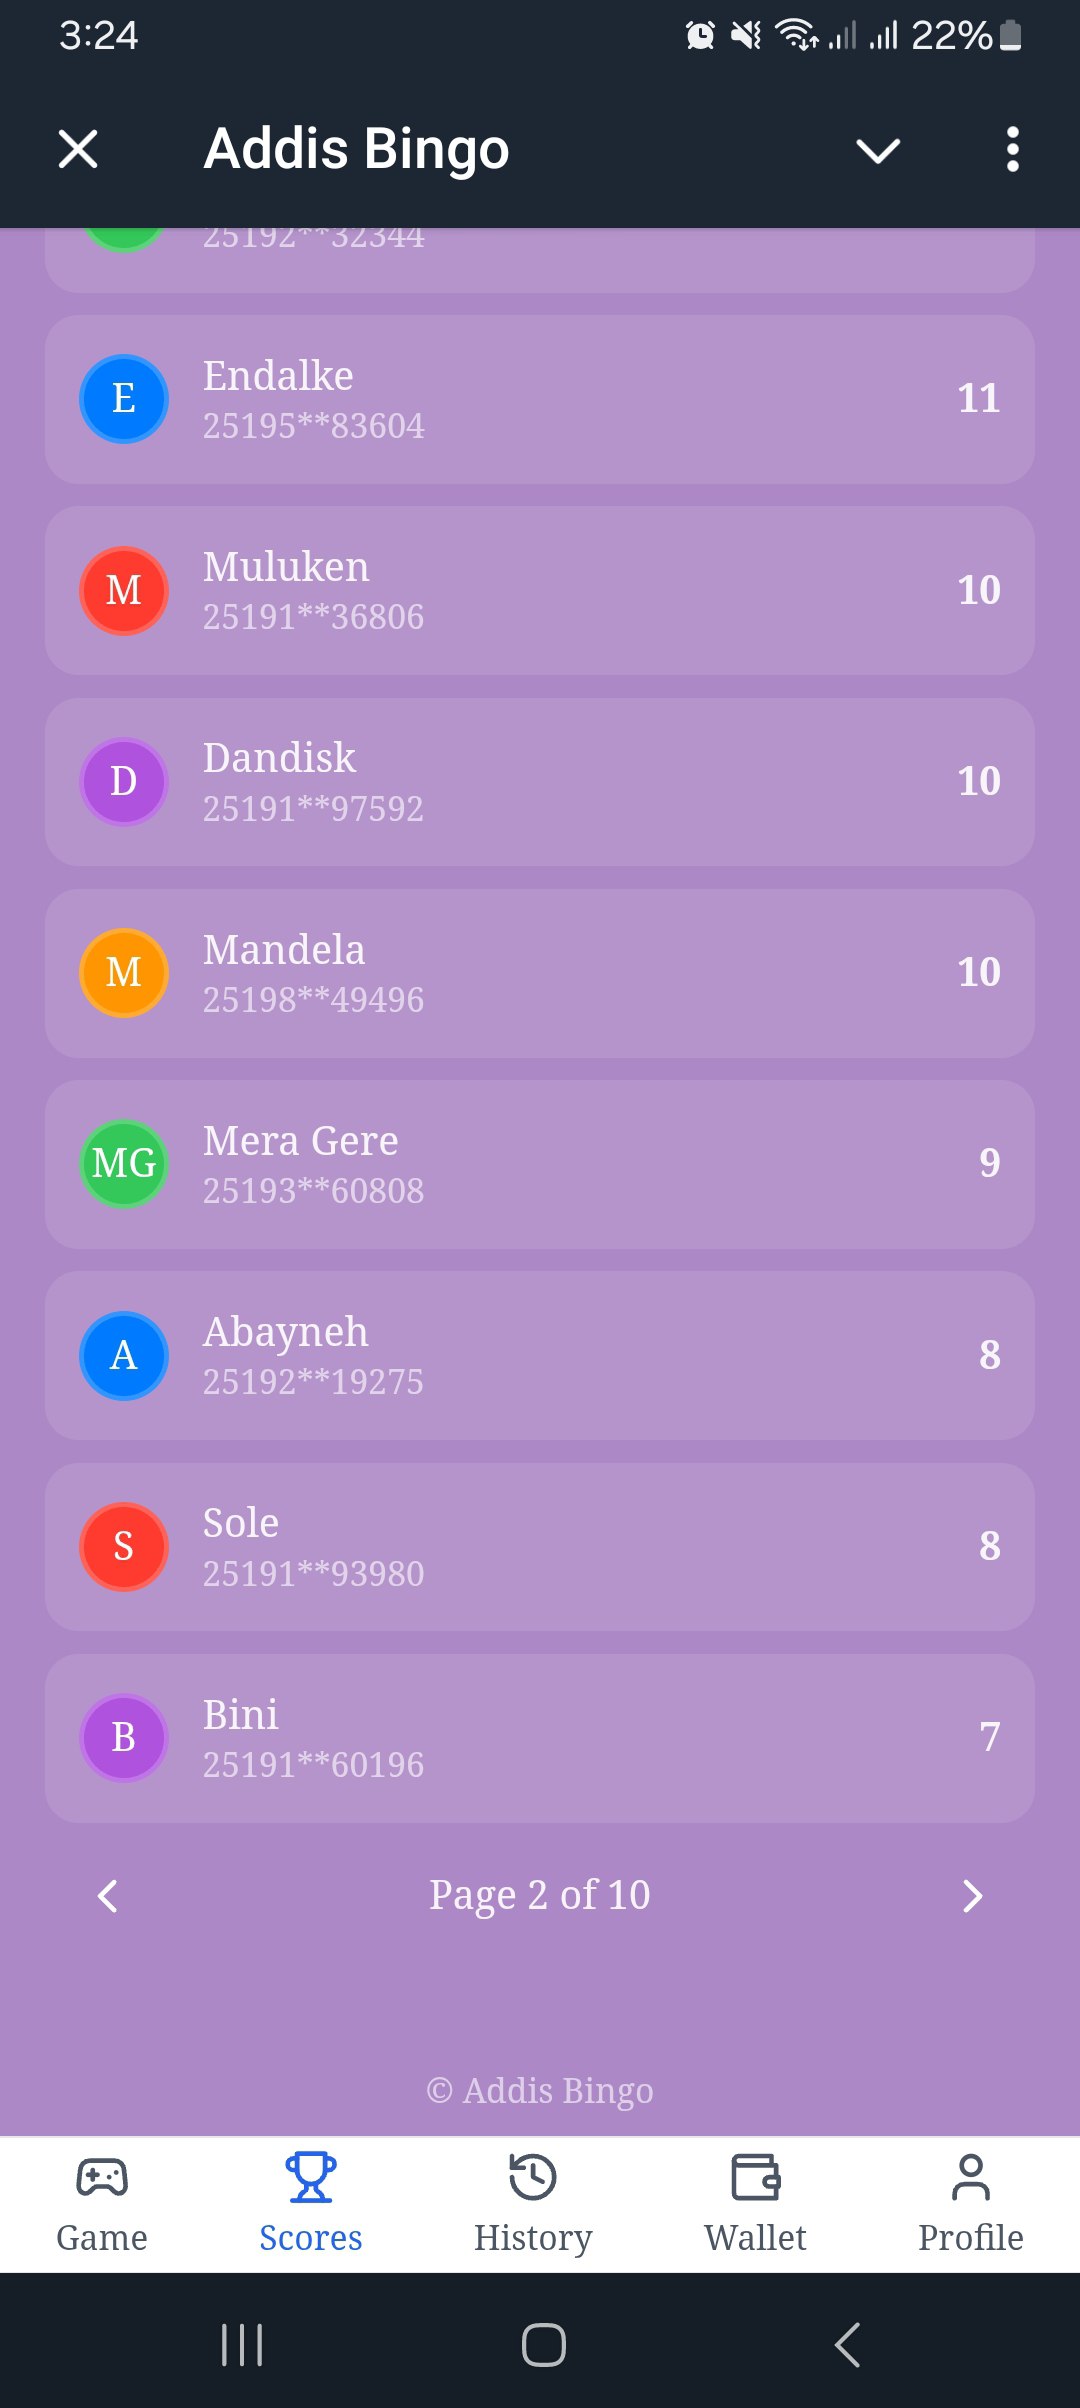 3:24
22%
Addis Bingo
25192**32344
E
Endalke
25195**83604
11
M
Muluken
25191**36806
10
D
Dandisk
25191**97592
10
M
Mandela
25198**49496
10
MG
Mera Gere
25193**60808
9
A
Abayneh
25192**19275
8
S
Sole
25191**93980
8
B
Bini
25191**60196
7
Page 2 of 10
© Addis Bingo
Game
Scores
History
Wallet
Profile